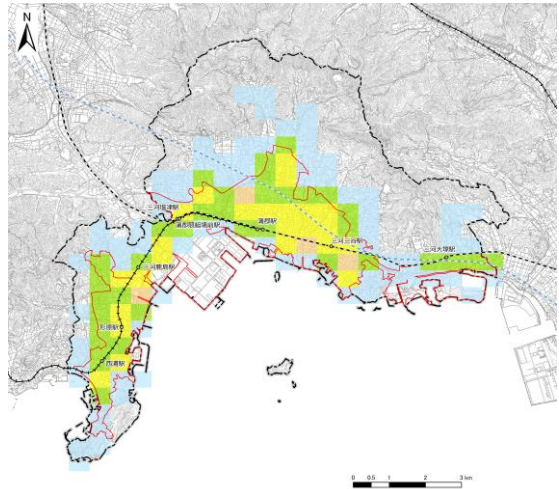 N
三河塩津駅
蒲郡競艇場前駅
蒲郡駅
三河三谷駅
三河大塚駅
三河鹿島駅
形原駅
西浦駅
0 0.5 1 2 3 km